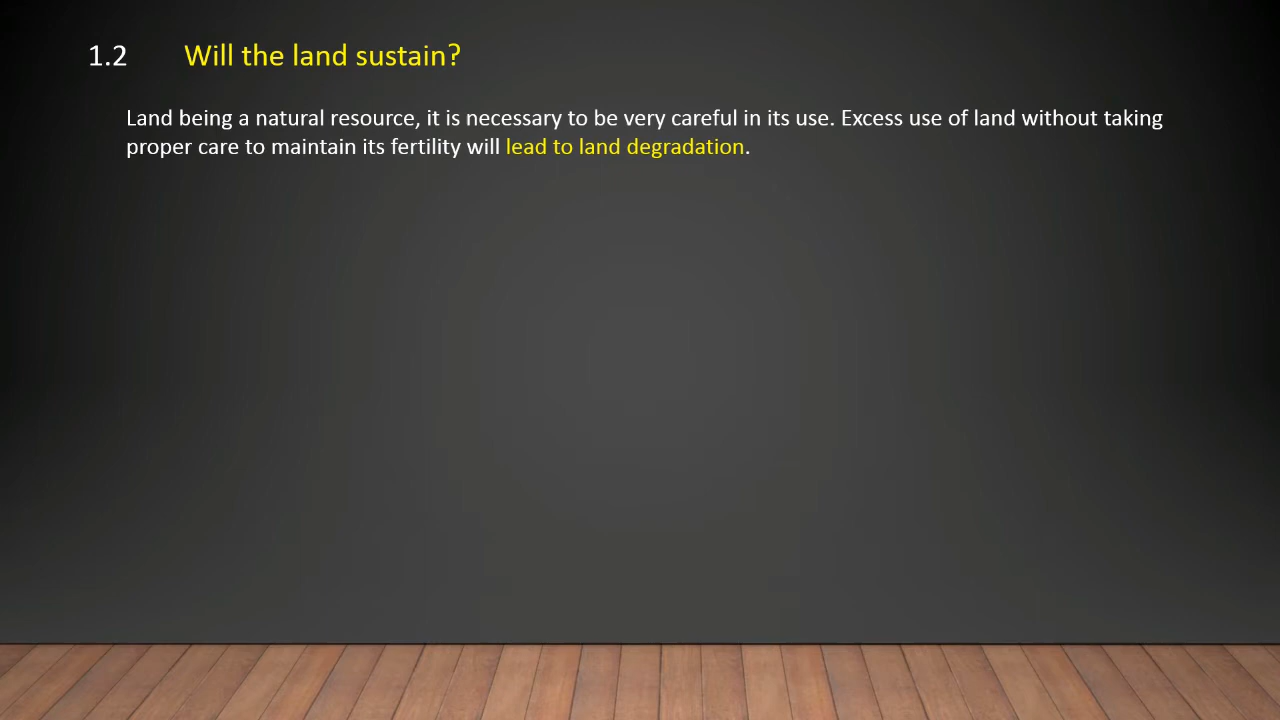 1.2 Will the land sustain?
Land being a natural resource, it is necessary to be very careful in its use. Excess use of land without taking
proper care to maintain its fertility will lead to land degradation.